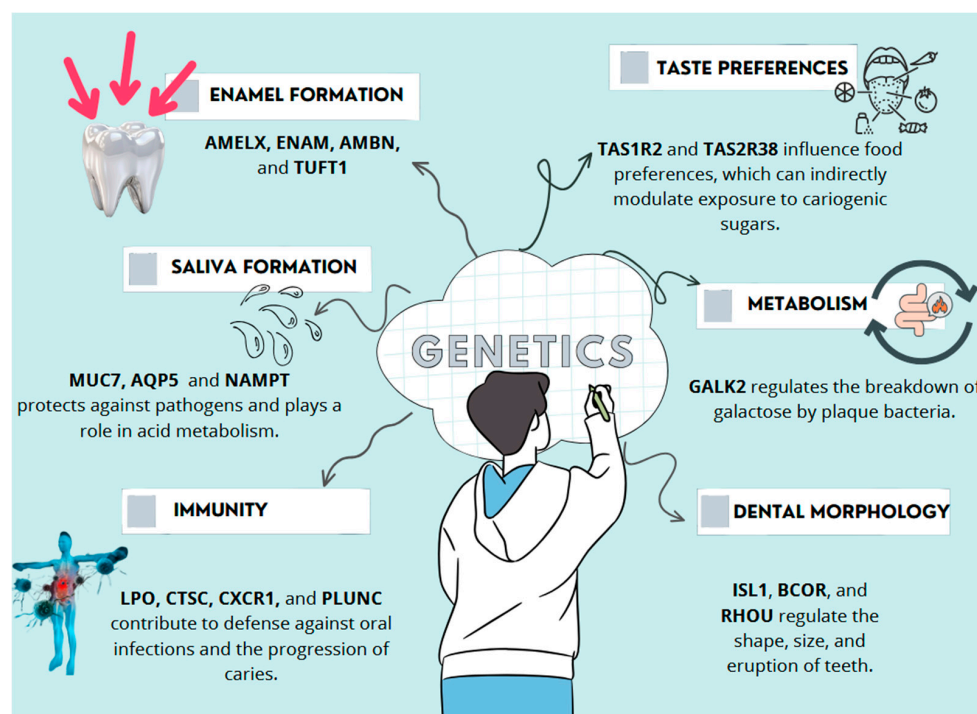 ENAMEL FORMATION
AMELX, ENAM, AMBN,
and TUFT1
TASTE PREFERENCES
TAS1R2 and TAS2R38 influence food
preferences, which can indirectly
modulate exposure to cariogenic
sugars.
SALIVA FORMATION
MUC7, AQP5 and NAMPT
protects against pathogens and plays a
role in acid metabolism.
GENETICS
METABOLISM
GALK2 regulates the breakdown of
galactose by plaque bacteria.
IMMUNITY
LPO, CTSC, CXCR1, and PLUNC
contribute to defense against oral
infections and the progression of
caries.
DENTAL MORPHOLOGY
ISL1, BCOR, and
RHOU regulate the
shape, size, and
eruption of teeth.